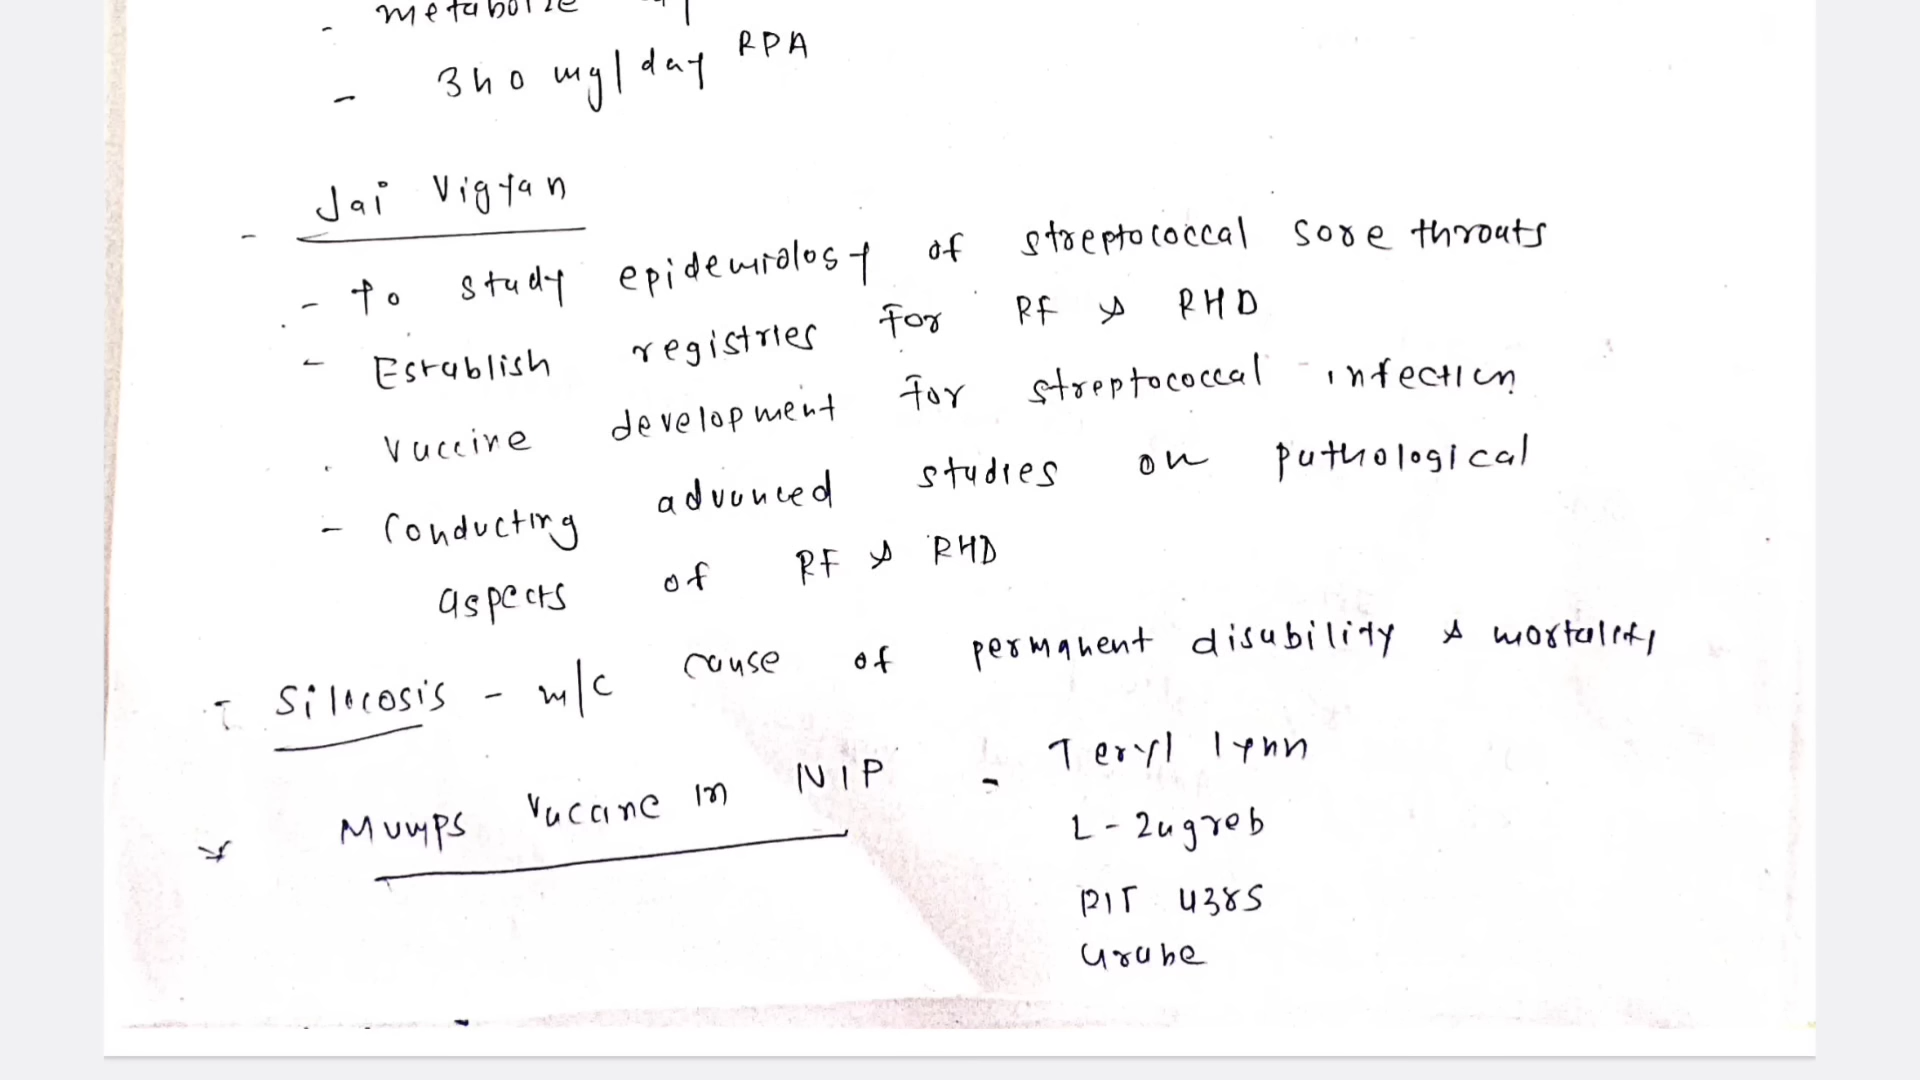 - metabolize
- 340 mg/day RPA
- Jai Vigyan
- To study epidemiology of streptococcal sore throats
- Establish registries for RF & RHD
. vaccine development for streptococcal infection
- Conducting advanced studies on pathological
aspects of RF & RHD
- Silicosis - m/c cause of permanent disability & mortality
* Mumps vaccine in NIP - Teryl lynn
L-Zagreb
RIT 4385
Urabe